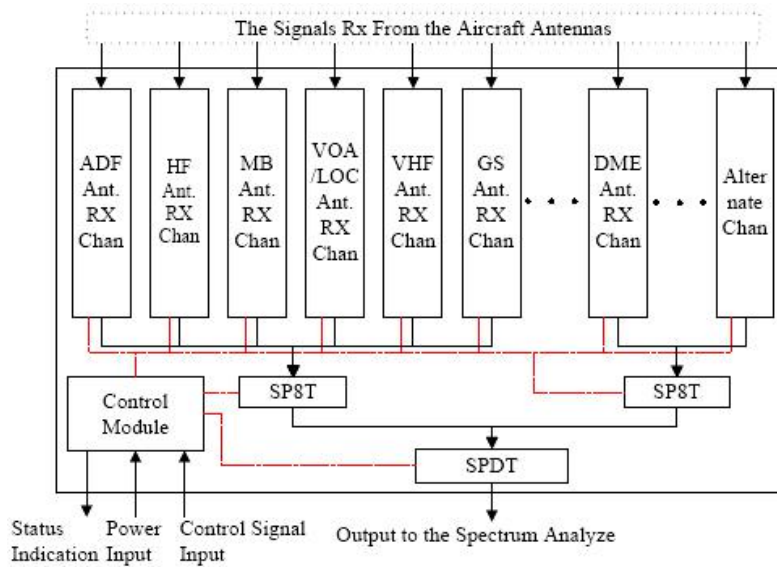 The Signals Rx From the Aircraft Antennas
ADF
Ant.
RX
Chan
HF
Ant.
RX
Chan
MB
Ant.
RX
Chan
VOA
/LOC
Ant.
RX
Chan
VHF
Ant.
RX
Chan
GS
Ant.
RX
Chan
DME
Ant.
RX
Chan
Alter
nate
Chan
Control
Module
SP8T
SP8T
SPDT
Status
Indication
Power
Input
Control Signal
Input
Output to the Spectrum Analyze